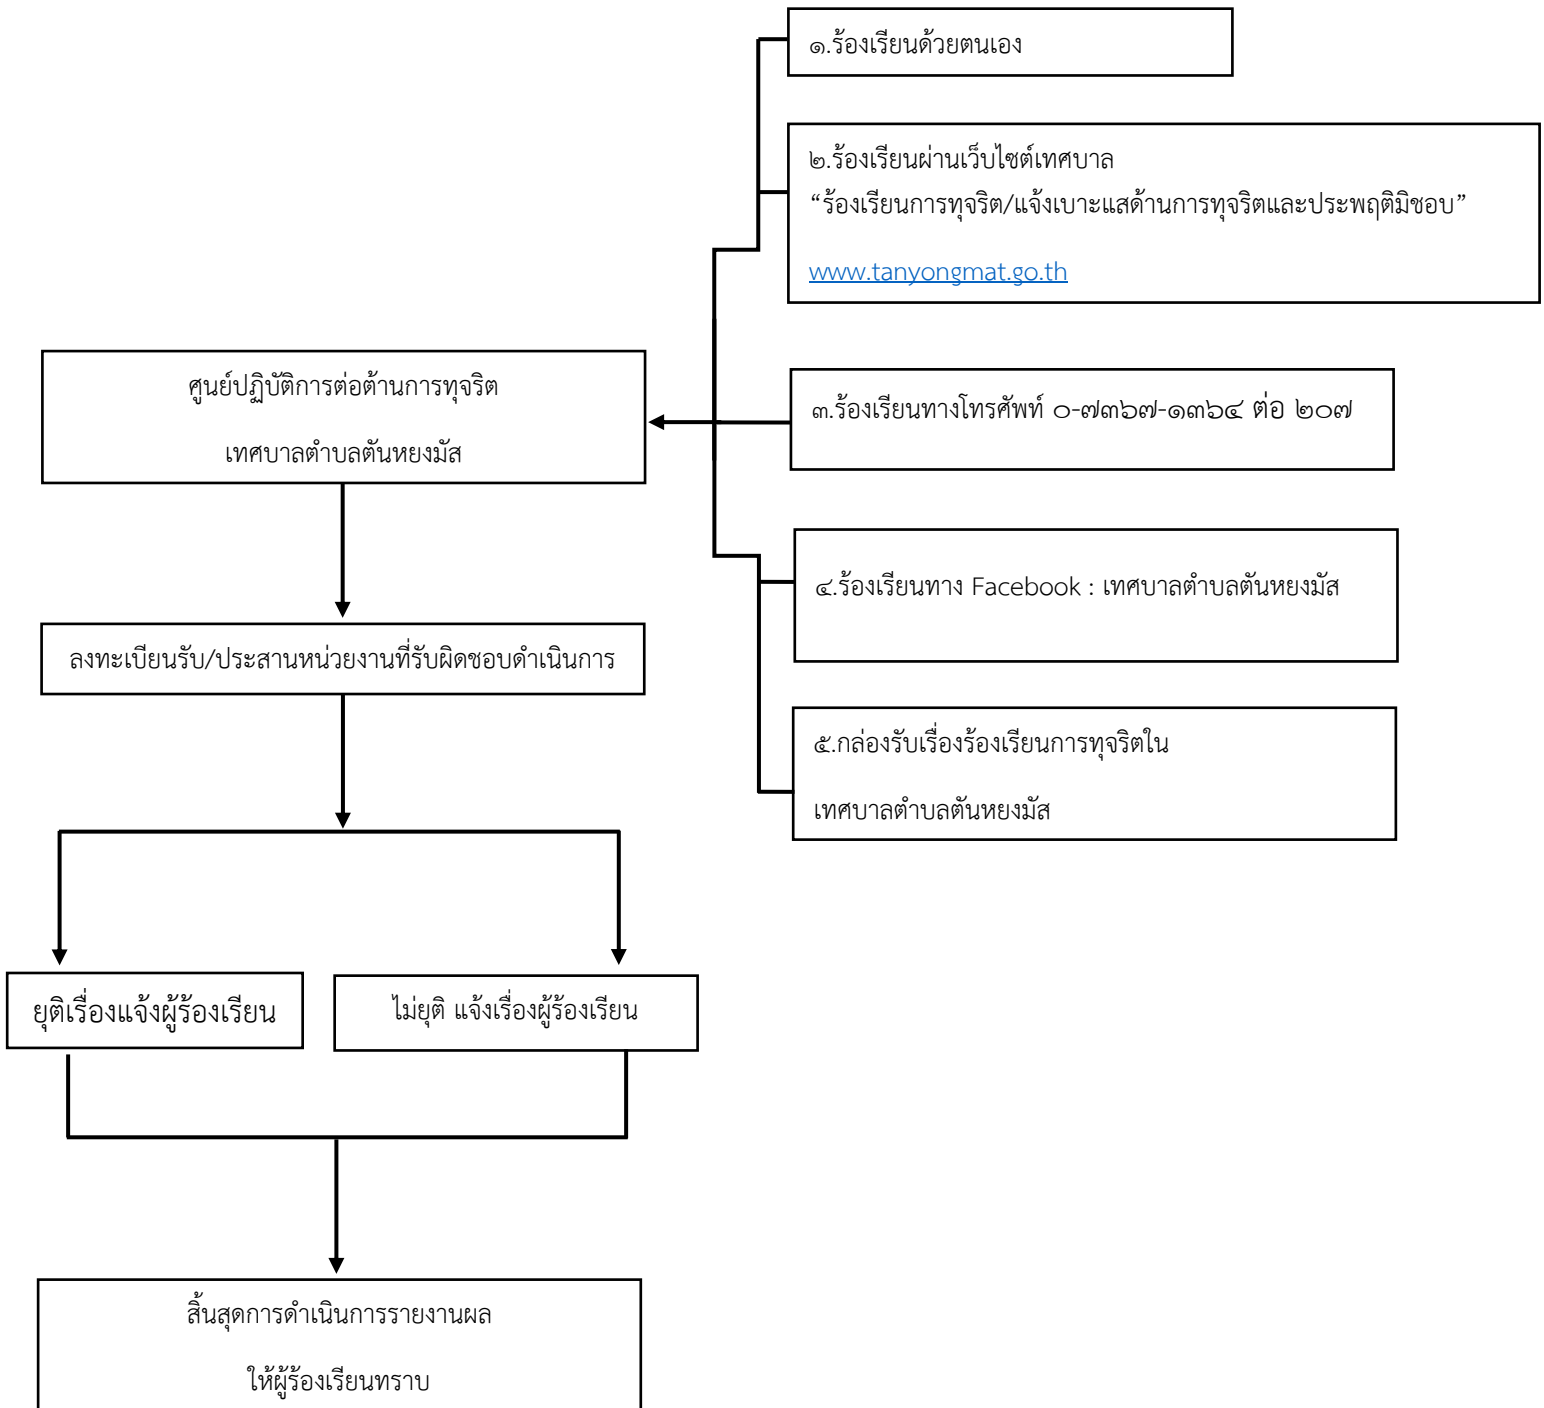 ๑.ร้องเรียนด้วยตนเอง
๒.ร้องเรียนผ่านเว็บไซต์เทศบาล
“ร้องเรียนการทุจริต/แจ้งเบาะแสด้านการทุจริตและประพฤติมิชอบ”
www.tanyongmat.go.th
ศูนย์ปฏิบัติการต่อต้านการทุจริต
เทศบาลตำบลตันหยงมัส
๓.ร้องเรียนทางโทรศัพท์ ๐-๗๓๖๗-๑๓๖๔ ต่อ ๒๐๗
๔.ร้องเรียนทาง Facebook : เทศบาลตำบลตันหยงมัส
ลงทะเบียนรับ/ประสานหน่วยงานที่รับผิดชอบดำเนินการ
๕.กล่องรับเรื่องร้องเรียนการทุจริตใน
เทศบาลตำบลตันหยงมัส
ยุติเรื่องแจ้งผู้ร้องเรียน
ไม่ยุติ แจ้งเรื่องผู้ร้องเรียน
สิ้นสุดการดำเนินการรายงานผล
ให้ผู้ร้องเรียนทราบ